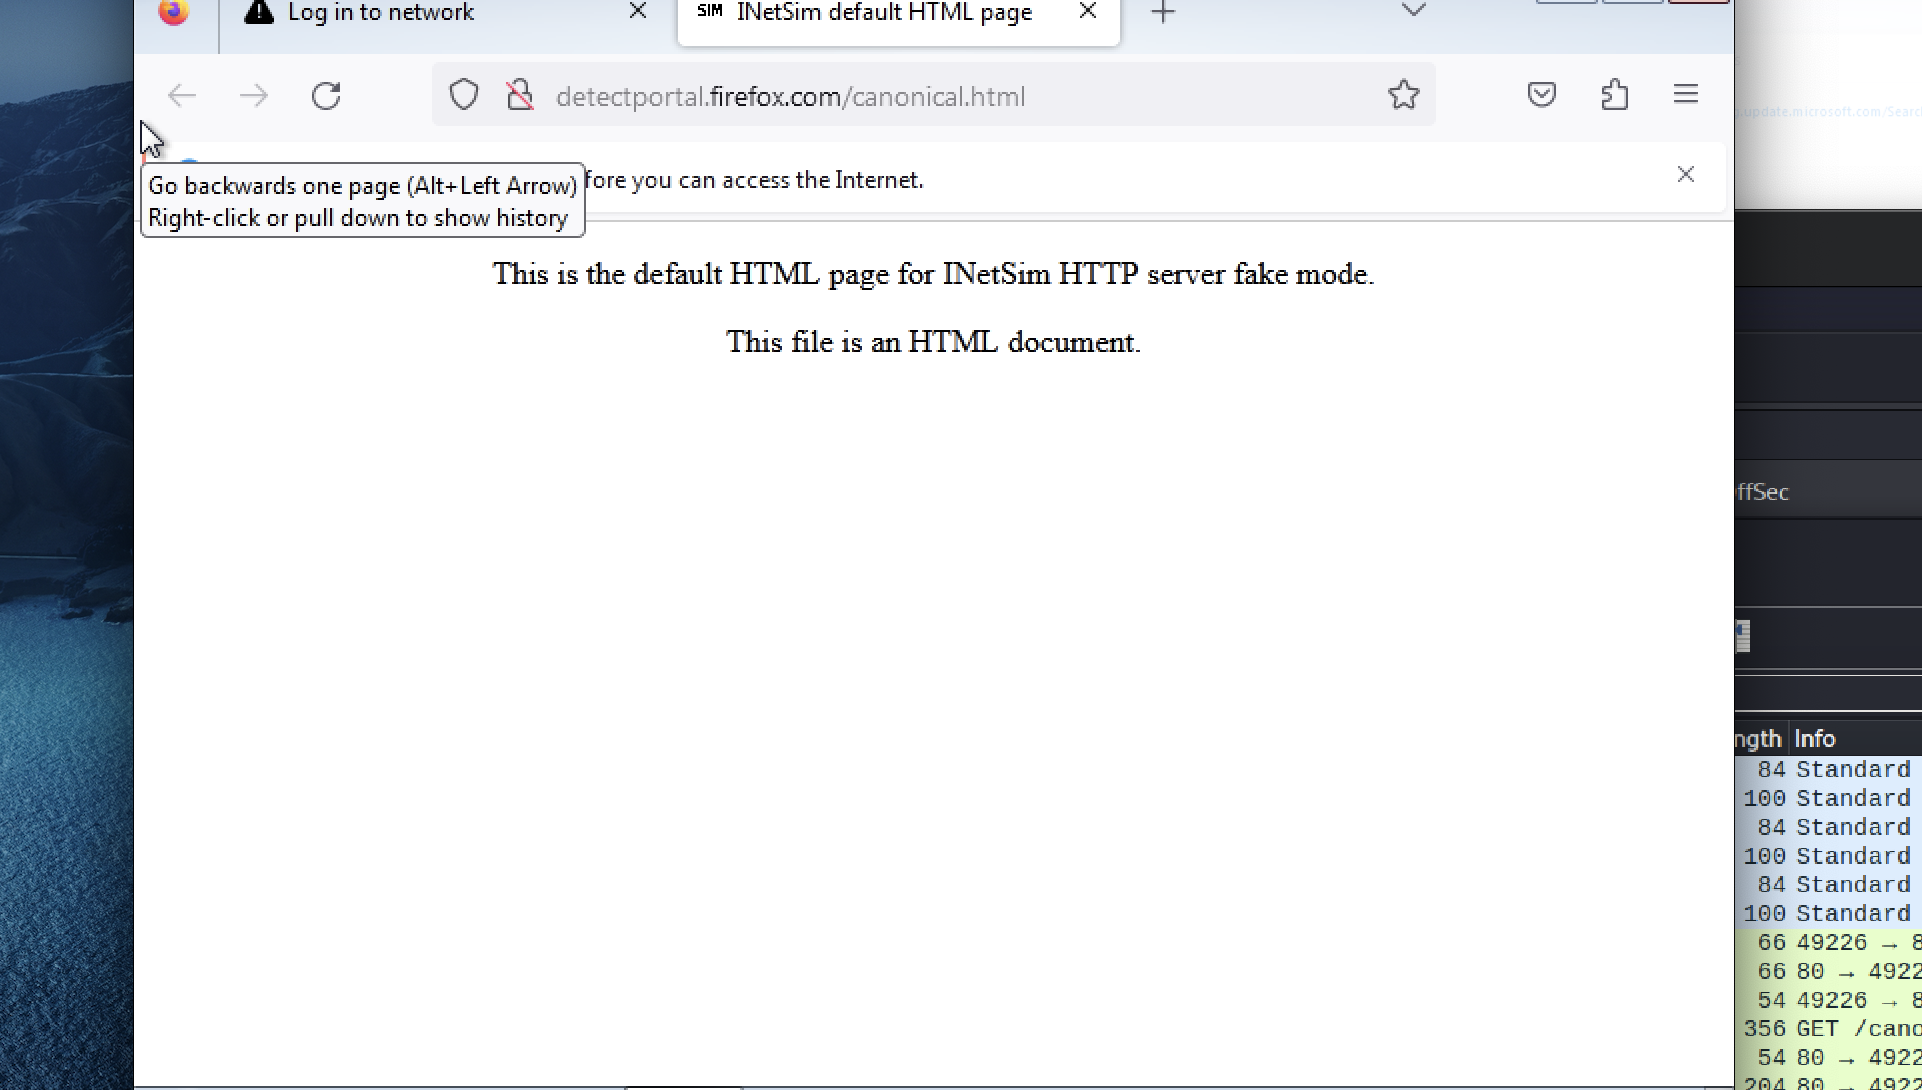 Log in to network
SIM INetSim default HTML page
detectportal.firefox.com/canonical.html
.update.microsoft.com/Searc
Go backwards one page (Alt+Left Arrow)
Right-click or pull down to show history
fore you can access the Internet.
This is the default HTML page for INetSim HTTP server fake mode.
This file is an HTML document.
ffSec
ngth Info
84 Standard
100 Standard
84 Standard
100 Standard
84 Standard
100 Standard
66 49226 → 8
66 80 → 4922
54 49226 → 8
356 GET /cano
54 80 → 4922
204 80 → 4922